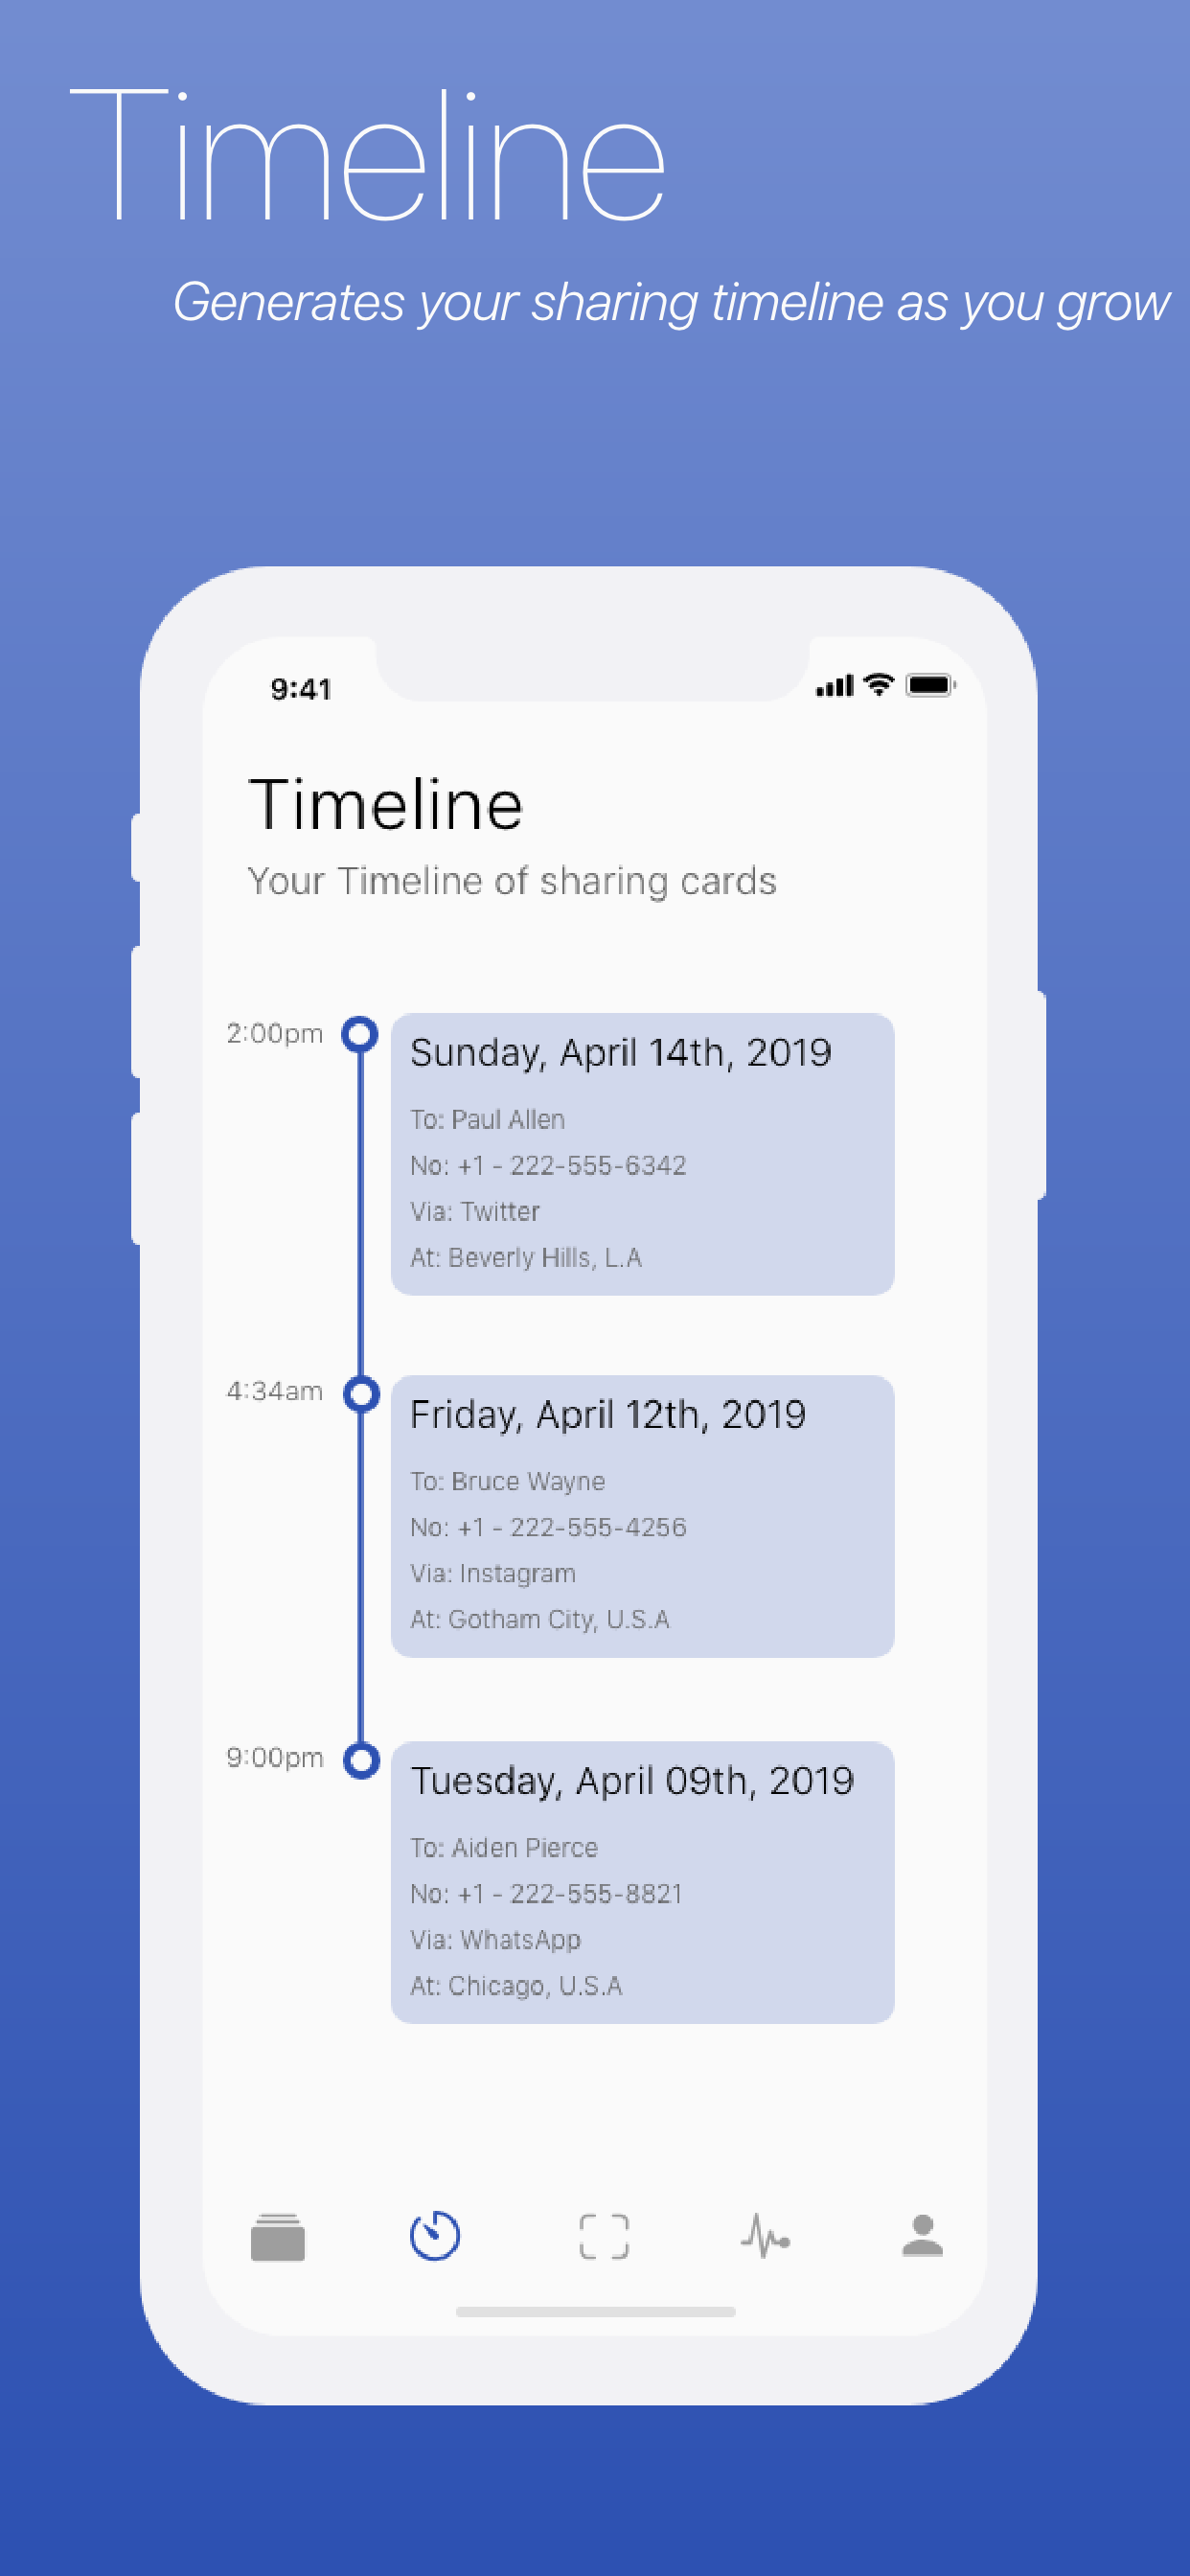 Timeline
Generates your sharing timeline as you grow
9:41
Timeline
Your Timeline of sharing cards
2:00pm
Sunday, April 14th, 2019
To: Paul Allen
No: +1 - 222-555-6342
Via: Twitter
At: Beverly Hills, L.A
4:34am
Friday, April 12th, 2019
To: Bruce Wayne
No: +1 - 222-555-4256
Via: Instagram
At: Gotham City, U.S.A
9:00pm
Tuesday, April 09th, 2019
To: Aiden Pierce
No: +1 - 222-555-8821
Via: WhatsApp
At: Chicago, U.S.A